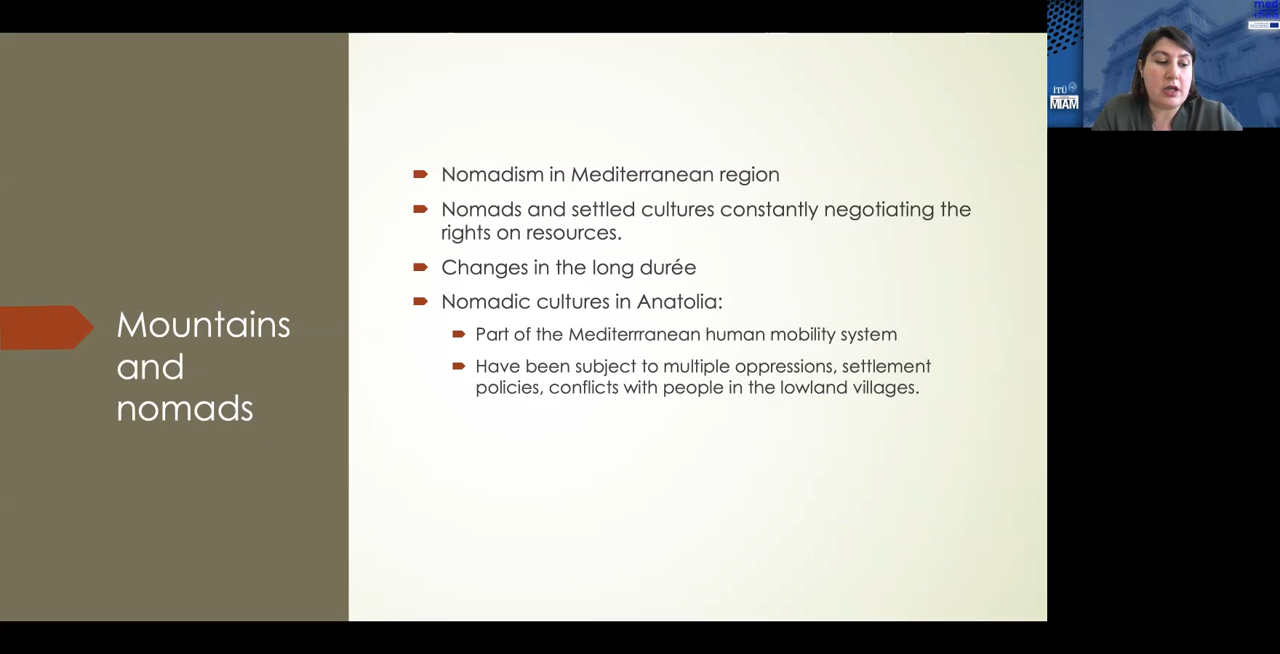 Mountains
and
nomads
Nomadism in Mediterranean region
Nomads and settled cultures constantly negotiating the
rights on resources.
Changes in the long durée
Nomadic cultures in Anatolia:
Part of the Mediterrranean human mobility system
Have been subject to multiple oppressions, settlement
policies, conflicts with people in the lowland villages.
İTÜ
MIAM
med